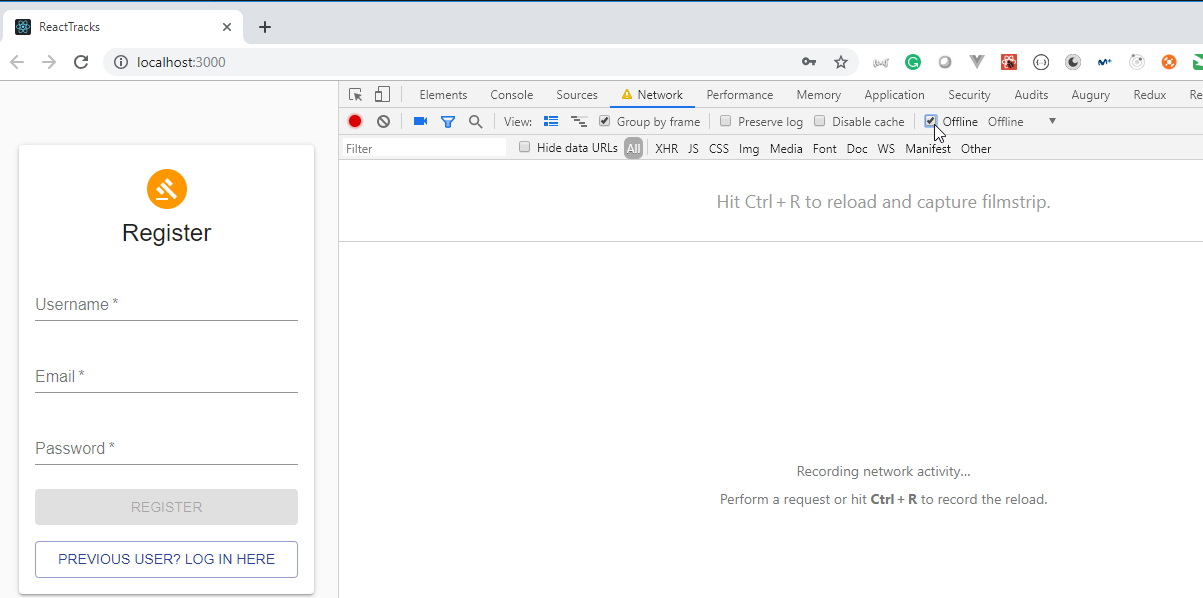 ReactTracks
localhost:3000
Elements Console Sources Network Performance Memory Application Security Audits Augury Redux Re
View: Group by frame Preserve log Disable cache Offline Offline
Filter Hide data URLs All XHR JS CSS Img Media Font Doc WS Manifest Other
Hit Ctrl + R to reload and capture filmstrip.
Register
Username *
Email *
Password *
REGISTER
PREVIOUS USER? LOG IN HERE
Recording network activity...
Perform a request or hit Ctrl + R to record the reload.